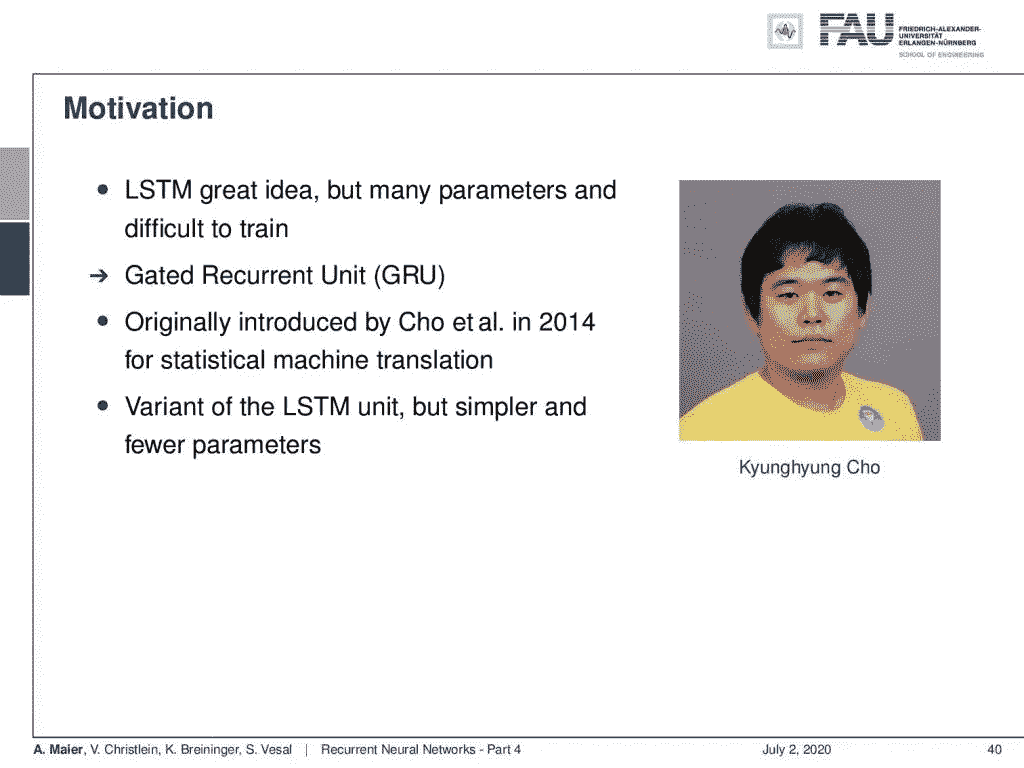 FAU
FRIEDRICH-ALEXANDER-
UNIVERSITÄT
ERLANGEN-NÜRNBERG
SCHOOL OF ENGINEERING
Motivation
• LSTM great idea, but many parameters and
difficult to train
➔ Gated Recurrent Unit (GRU)
• Originally introduced by Cho et al. in 2014
for statistical machine translation
• Variant of the LSTM unit, but simpler and
fewer parameters
Kyunghyung Cho
A. Maier, V. Christlein, K. Breininger, S. Vesal | Recurrent Neural Networks - Part 4 July 2, 2020 40